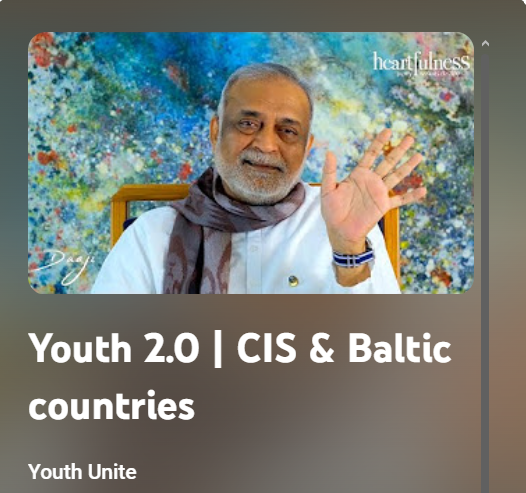 heartfulness
Daaji
Youth 2.0 | CIS & Baltic
countries
Youth Unite